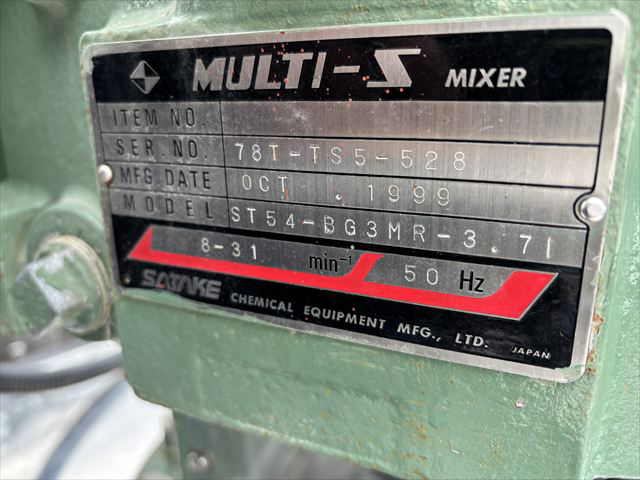 MULTI-S MIXER
ITEM NO.
SER. NO. 78T-TS5-528
MFG. DATE OCT . 1999
MODEL ST54-BG3MR-3.71
8-31 min-1 50 Hz
SATAKE CHEMICAL EQUIPMENT MFG., LTD. JAPAN